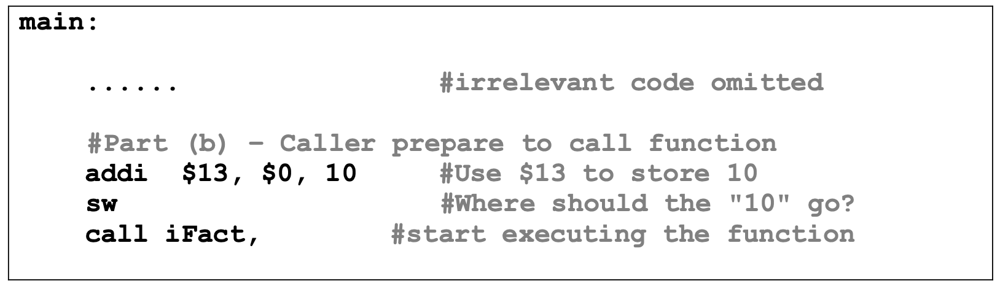 main:
......                #irrelevant code omitted
#Part (b) – Caller prepare to call function
addi  $13, $0, 10     #Use $13 to store 10
sw                    #Where should the "10" go?
call iFact,        #start executing the function